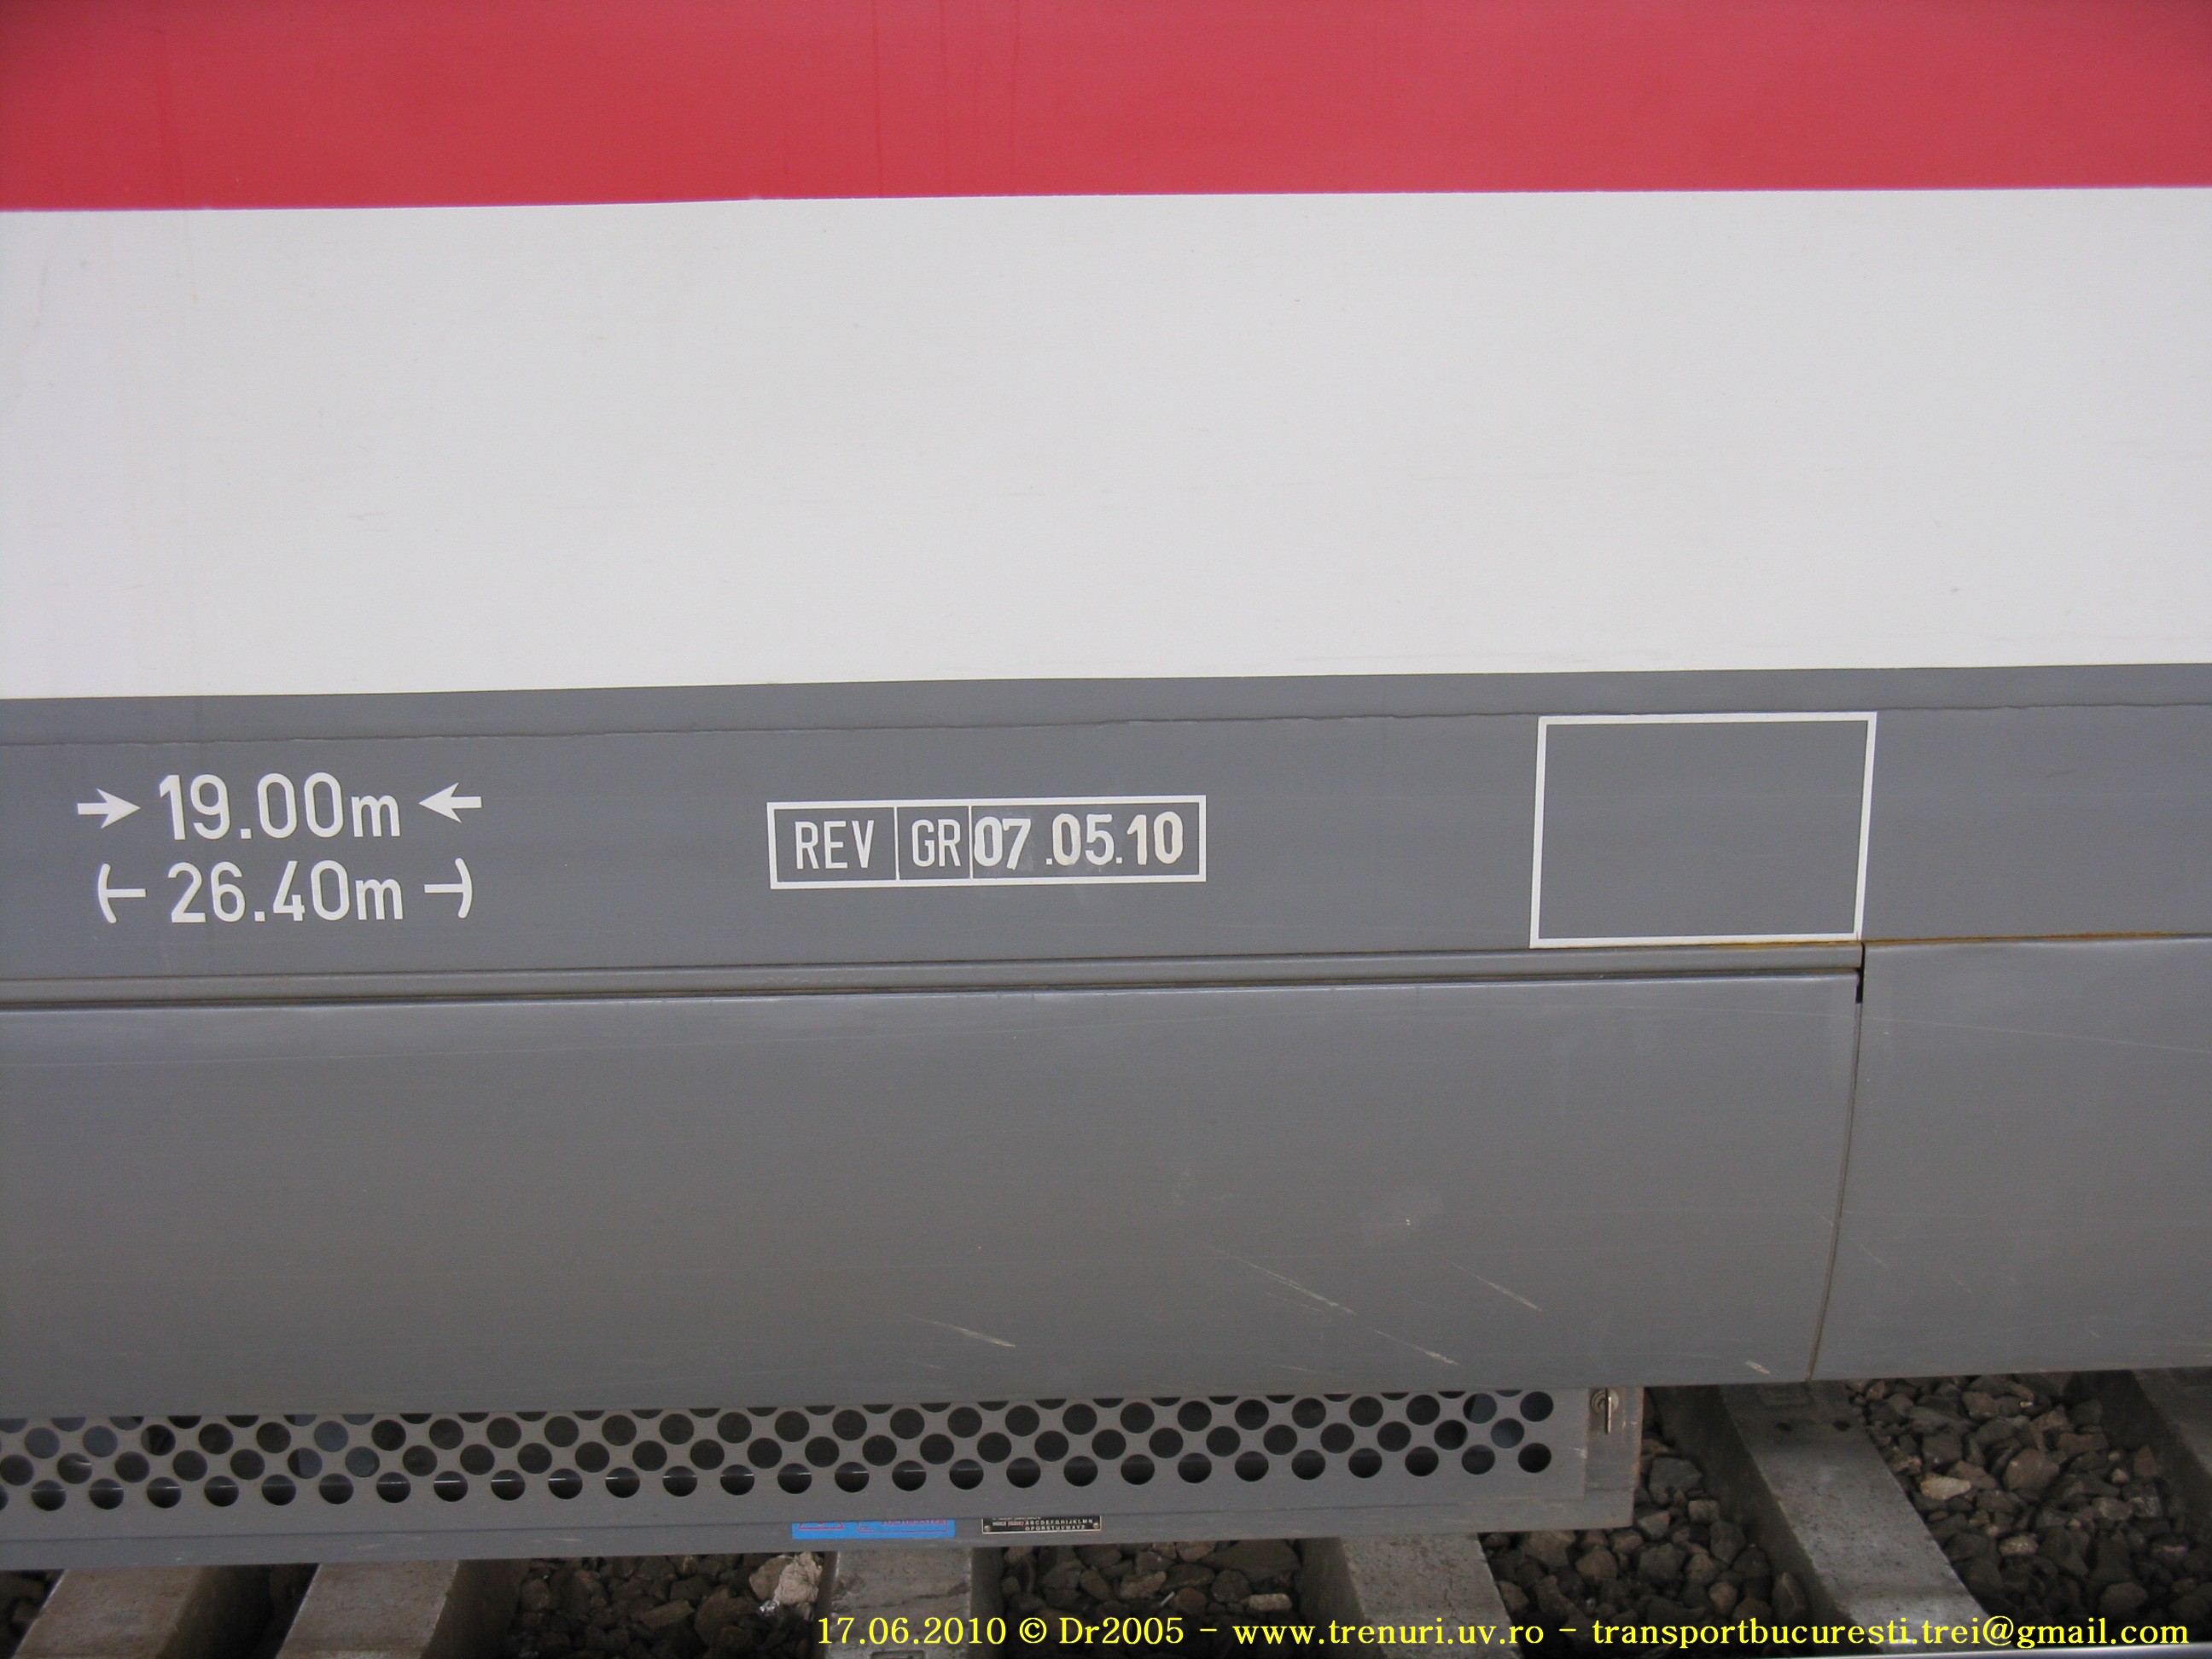 19.00m
26.40m
REV GR 07.05.10
17.06.2010 © Dr2005 - www.trenuri.uv.ro - transportbucuresti.trei@gmail.com